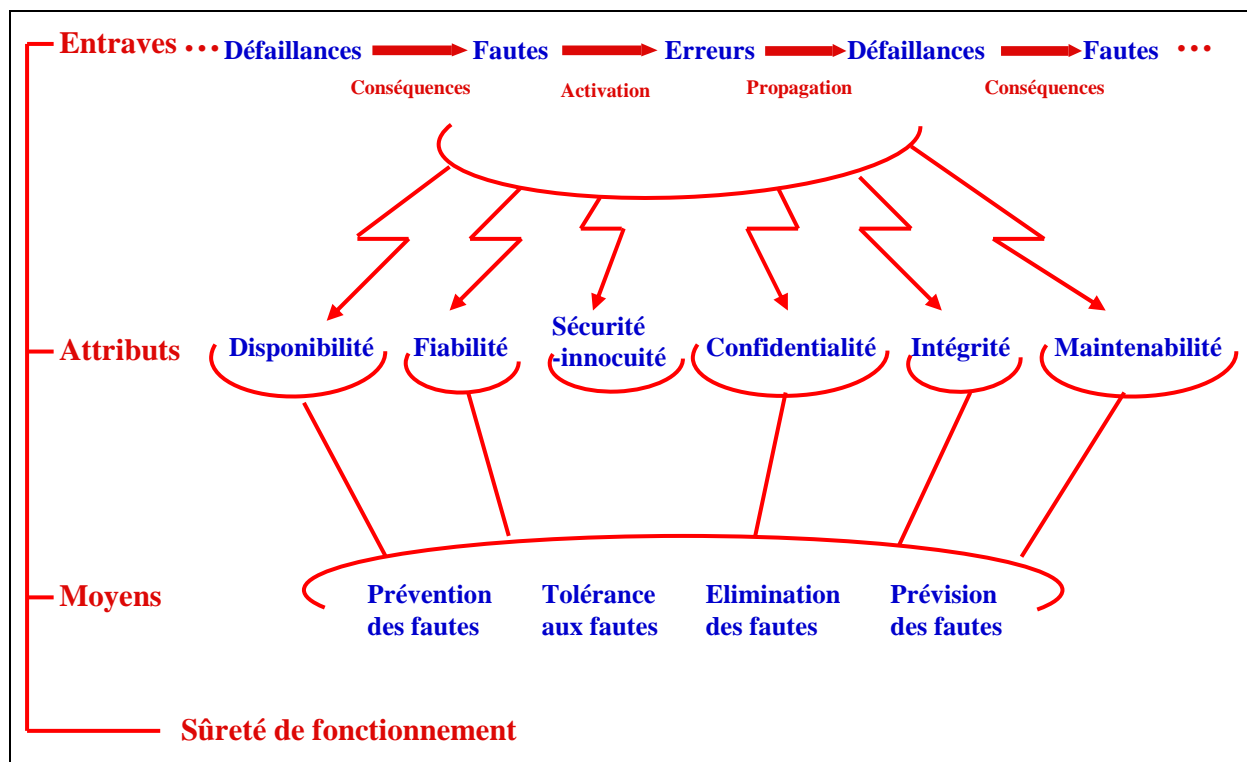 Entraves ... Défaillances Fautes Erreurs Défaillances Fautes ...
Conséquences Activation Propagation Conséquences
Attributs Disponibilité Fiabilité Sécurité -innocuité Confidentialité Intégrité Maintenabilité
Moyens
Prévention des fautes
Tolérance aux fautes
Elimination des fautes
Prévision des fautes
Sûreté de fonctionnement